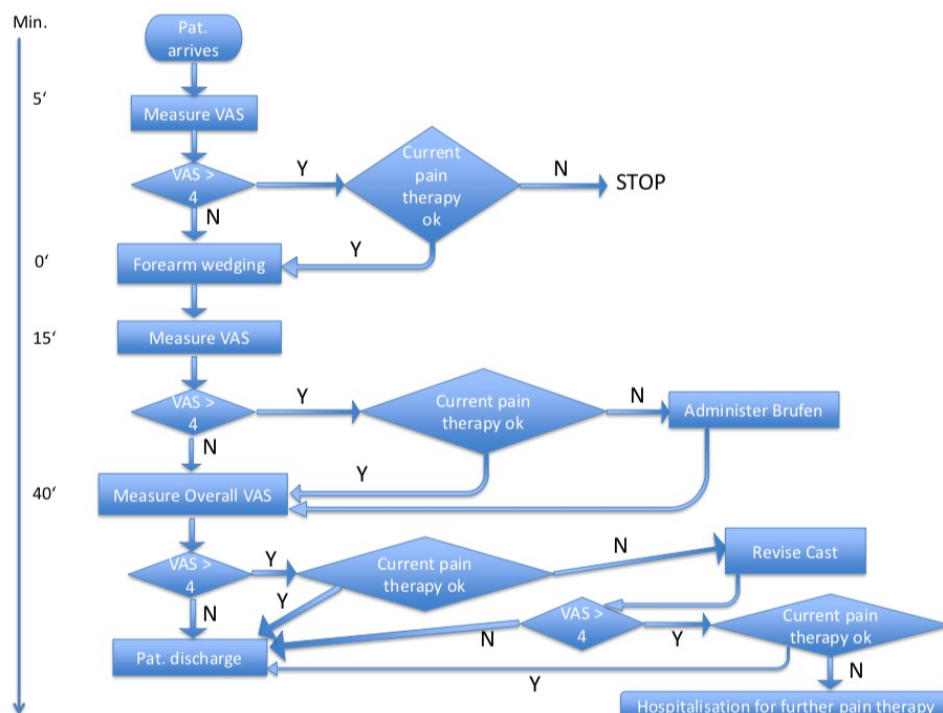 Min.
Pat.
arrives
5'
Measure VAS
VAS >
4
Y
Current
pain
therapy
ok
N
STOP
N
Y
0'
Forearm wedging
15'
Measure VAS
VAS >
4
Y
Current pain
therapy ok
N
Administer Brufen
N
Y
40'
Measure Overall VAS
VAS >
4
Y
Current pain
therapy ok
N
Revise Cast
Y
N
VAS >
4
Y
Current pain
therapy ok
N
Pat. discharge
Y
N
Hospitalisation for further pain therapy